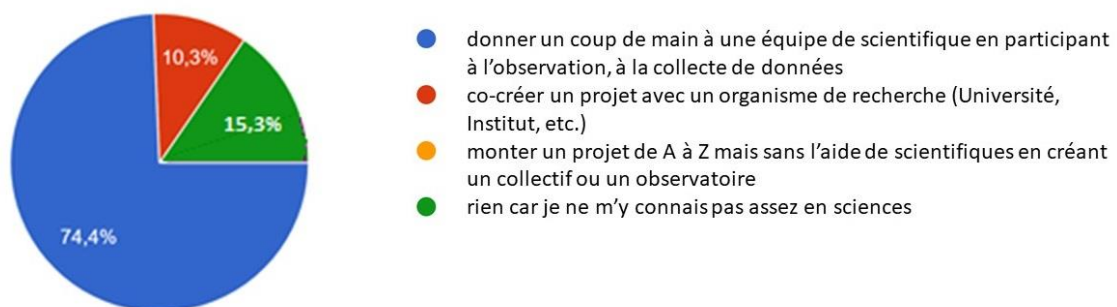 10,3%
15,3%
74,4%
donner un coup de main à une équipe de scientifique en participant
à l’observation, à la collecte de données
co-créer un projet avec un organisme de recherche (Université,
Institut, etc.)
monter un projet de A à Z mais sans l’aide de scientifiques en créant
un collectif ou un observatoire
rien car je ne m’y connais pas assez en sciences